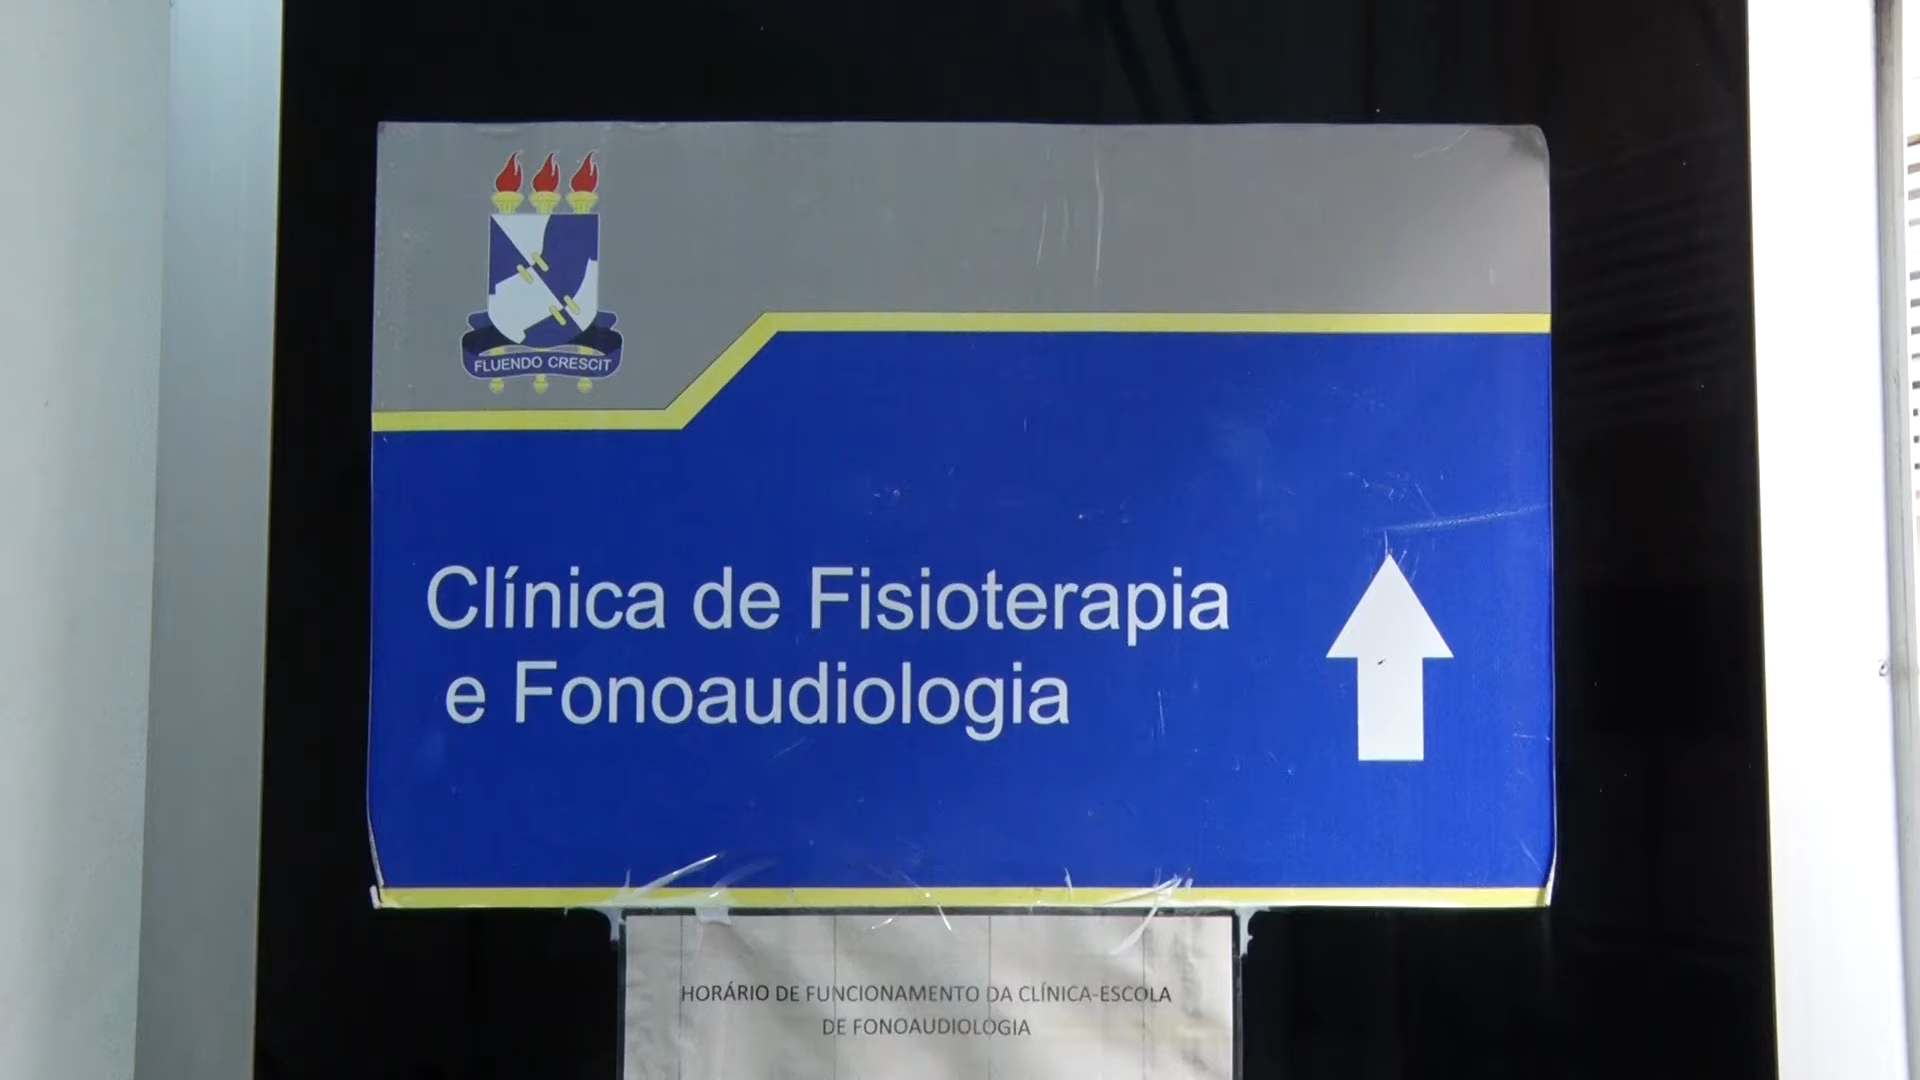 FLUENDO CRESCIT
Clínica de Fisioterapia
e Fonoaudiologia
HORÁRIO DE FUNCIONAMENTO DA CLÍNICA-ESCOLA
DE FONOAUDIOLOGIA